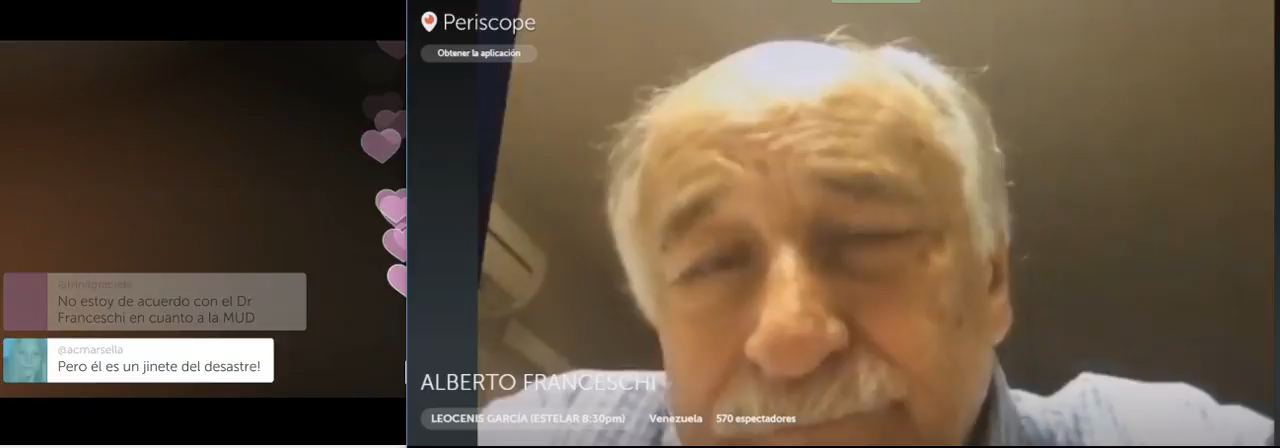 Periscope
Obtener la aplicación
No estoy de acuerdo con el Dr
Franceschi en cuanto a la MUD
@acmarsella
Pero él es un jinete del desastre!
ALBERTO FRANCESCHI
LEOCENIS GARCÍA (ESTELAR 8:30pm) Venezuela 570 espectadores